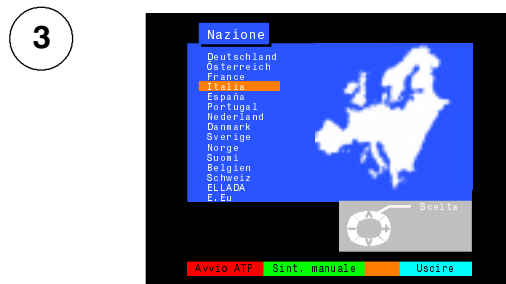 3
Nazione
Deutschland
Österreich
France
Italia
España
Portugal
Nederland
Danmark
Sverige
Norge
Suomi
Belgien
Schweiz
ELLADA
E.Eu
Scelta
Avvio ATP Sint. manuale Uscire